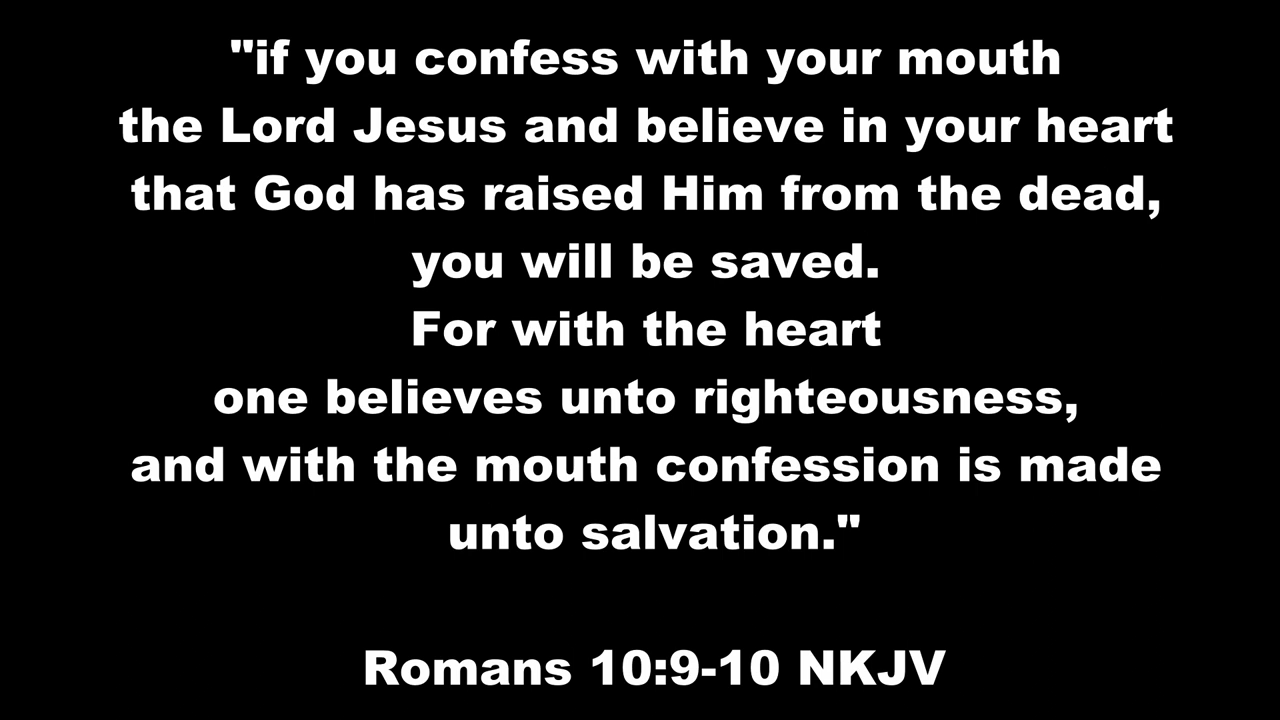 "if you confess with your mouth
the Lord Jesus and believe in your heart
that God has raised Him from the dead,
you will be saved.
For with the heart
one believes unto righteousness,
and with the mouth confession is made
unto salvation."
Romans 10:9-10 NKJV